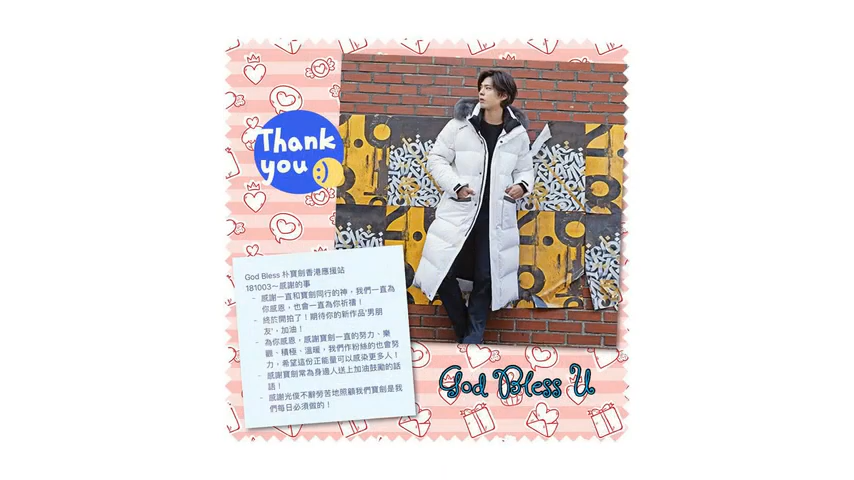 Thank
you
God Bless 朴寶劍香港應援站
181003～感謝的事
- 感謝一直和寶劍同行的神，我們一直為
你感恩，也會一直為你祈禱！
- 終於開拍了！期待你的新作品'男朋
友'，加油！
- 為你感恩，感謝寶劍一直的努力、樂
觀、積極、溫暖，我們作粉絲的也會努
力，希望這份正能量可以感染更多人！
- 感謝寶劍常為身邊人送上加油鼓勵的話
語！
- 感謝光俊不辭勞苦地照顧我們寶劍是我
們每日必須做的！
God Bless U